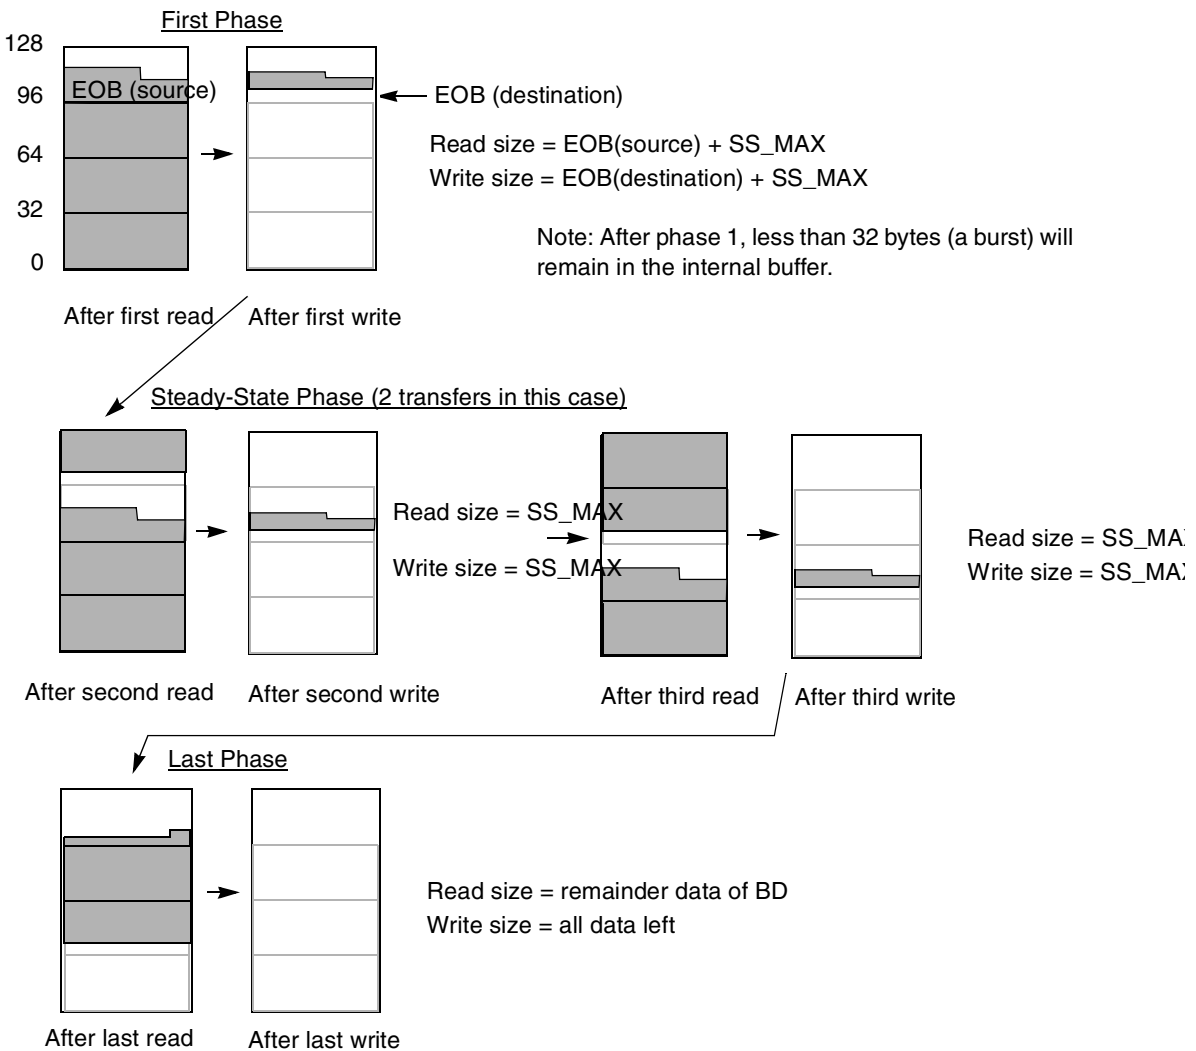 First Phase
128
96
64
32
0
EOB (source)
EOB (destination)
Read size = EOB(source) + SS_MAX
Write size = EOB(destination) + SS_MAX
Note: After phase 1, less than 32 bytes (a burst) will
remain in the internal buffer.
After first read
After first write
Steady-State Phase (2 transfers in this case)
Read size = SS_MAX
Write size = SS_MAX
Read size = SS_MAX
Write size = SS_MAX
After second read
After second write
After third read
After third write
Last Phase
Read size = remainder data of BD
Write size = all data left
After last read
After last write